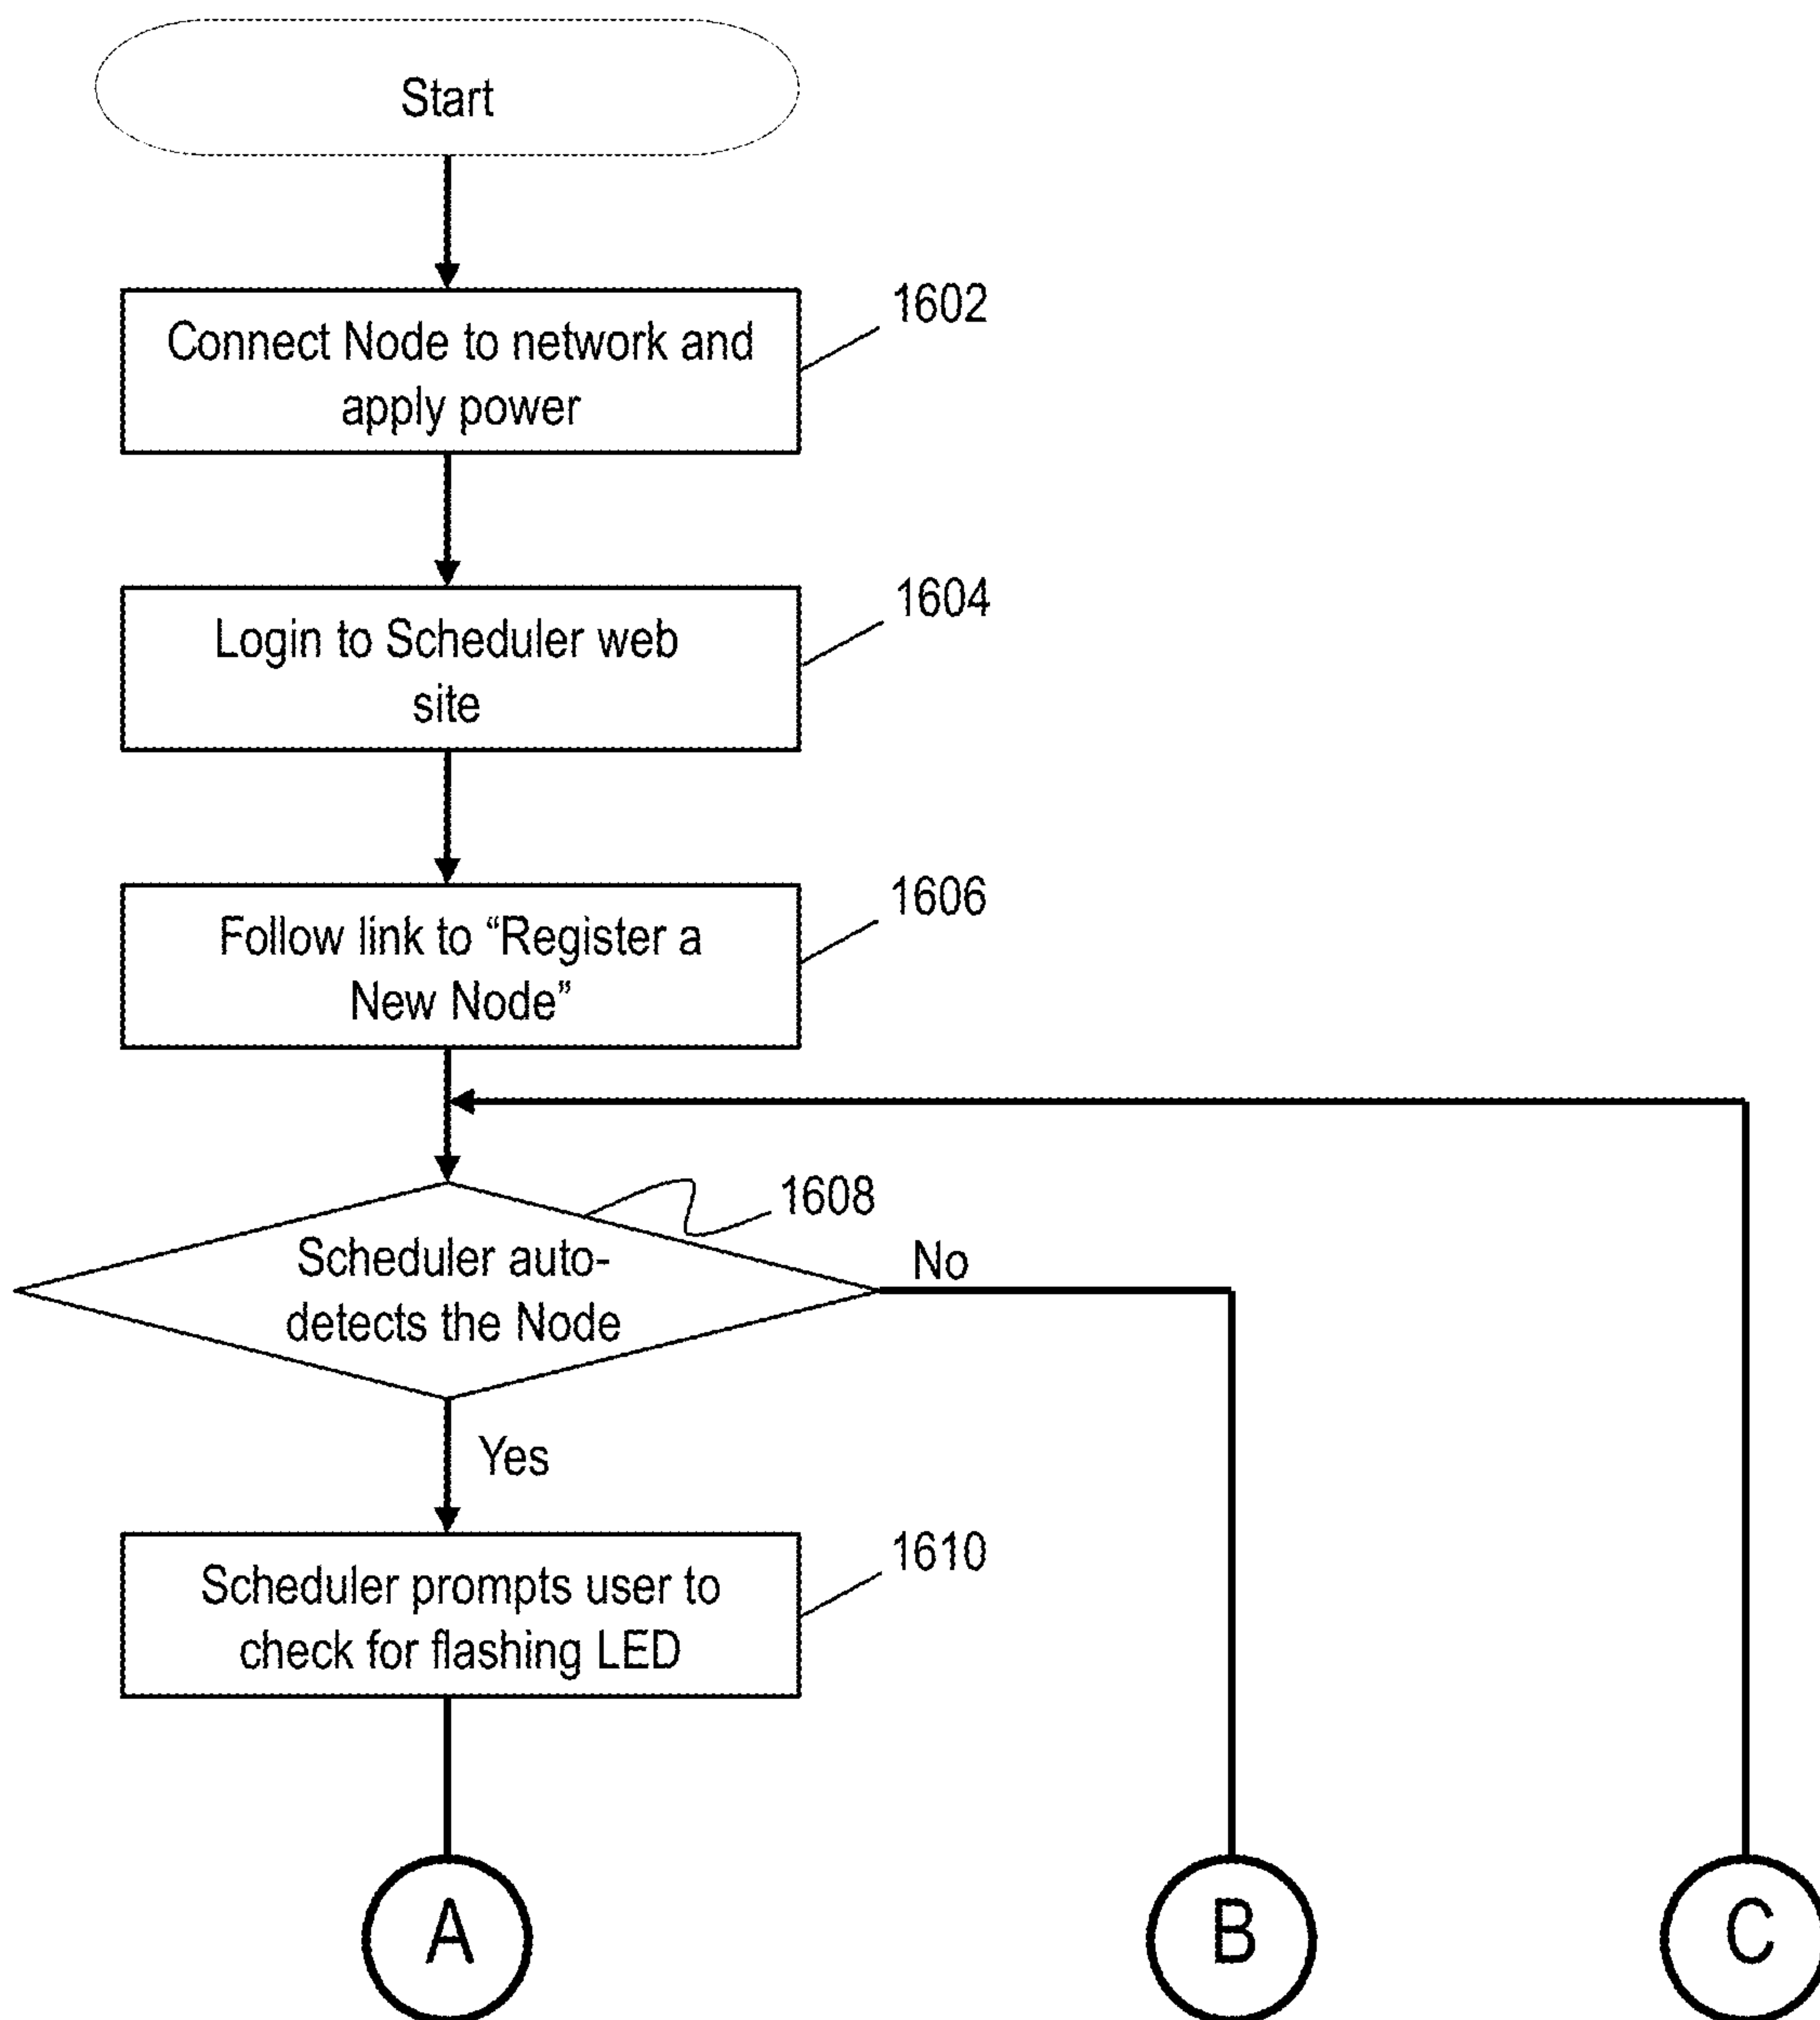 Start
1602
Connect Node to network and
apply power
1604
Login to Scheduler web
site
1606
Follow link to “Register a
New Node”
1608
Scheduler auto-
detects the Node
No
Yes
1610
Scheduler prompts user to
check for flashing LED
A
B
C